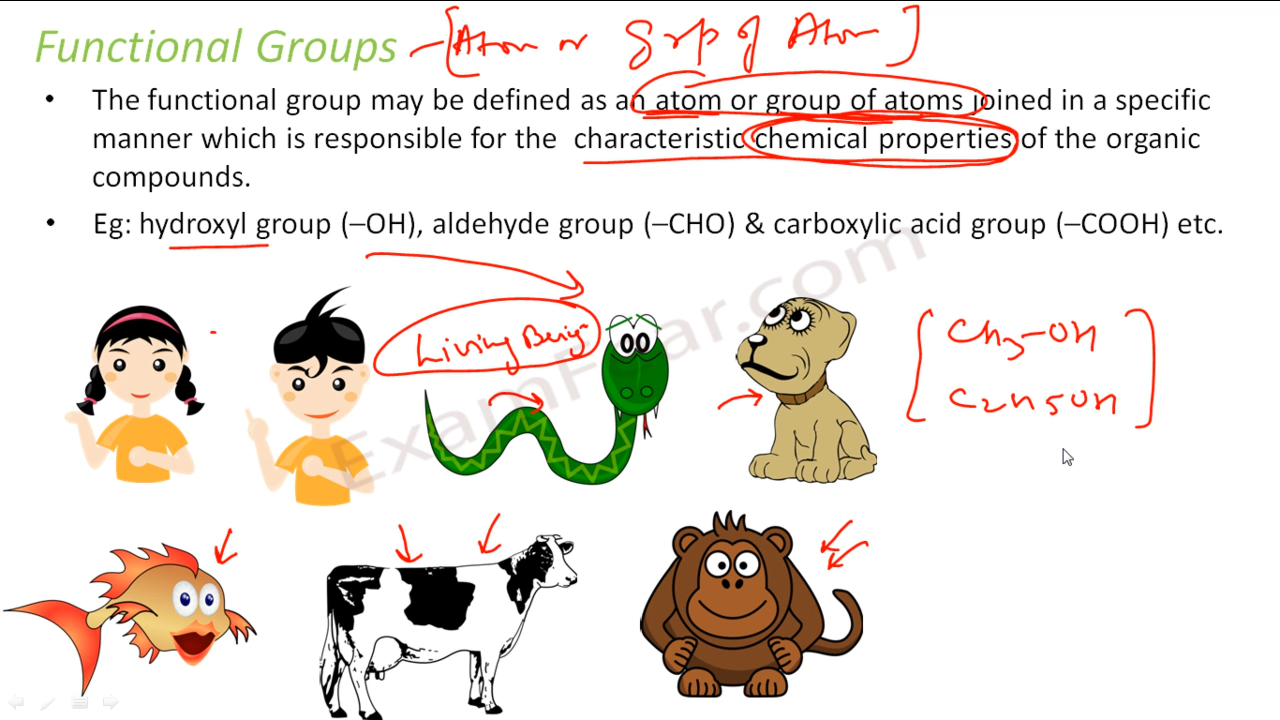 Functional Groups – [Atom or Grp of Atom]
• The functional group may be defined as an atom or group of atoms joined in a specific
manner which is responsible for the characteristic chemical properties of the organic
compounds.
• Eg: hydroxyl group (–OH), aldehyde group (–CHO) & carboxylic acid group (–COOH) etc.
Living Being
CH3–OH
C2H5OH
ExamFear.com